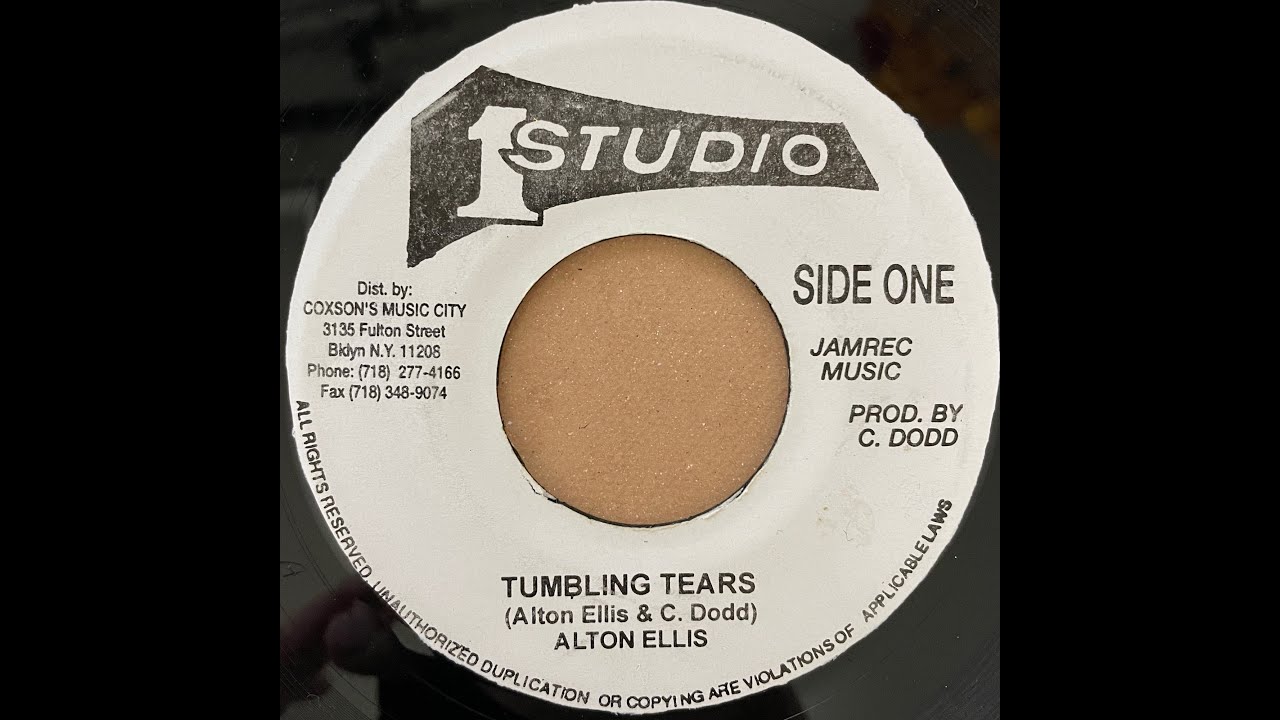 1 STUDIO
Dist. by:
COXSON'S MUSIC CITY
3135 Fulton Street
Bklyn N.Y. 11208
Phone: (718) 277-4166
Fax (718) 348-9074
SIDE ONE
JAMREC
MUSIC
PROD. BY
C. DODD
TUMBLING TEARS
(Alton Ellis & C. Dodd)
ALTON ELLIS
ALL RIGHTS RESERVED. UNAUTHORIZED DUPLICATION OR COPYING ARE VIOLATIONS OF APPLICABLE LAWS